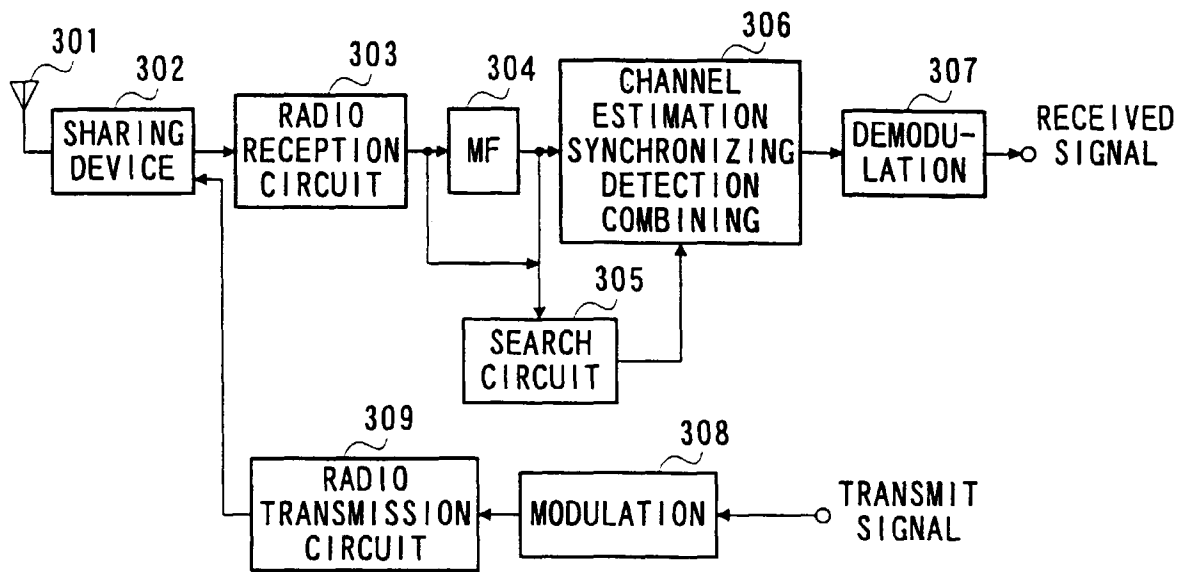 301
302
303
304
306
307
SHARING
DEVICE
RADIO
RECEPTION
CIRCUIT
MF
CHANNEL
ESTIMATION
SYNCHRONIZING
DETECTION
COMBINING
DEMODU-
LATION
RECEIVED
SIGNAL
305
SEARCH
CIRCUIT
309
RADIO
TRANSMISSION
CIRCUIT
308
MODULATION
TRANSMIT
SIGNAL